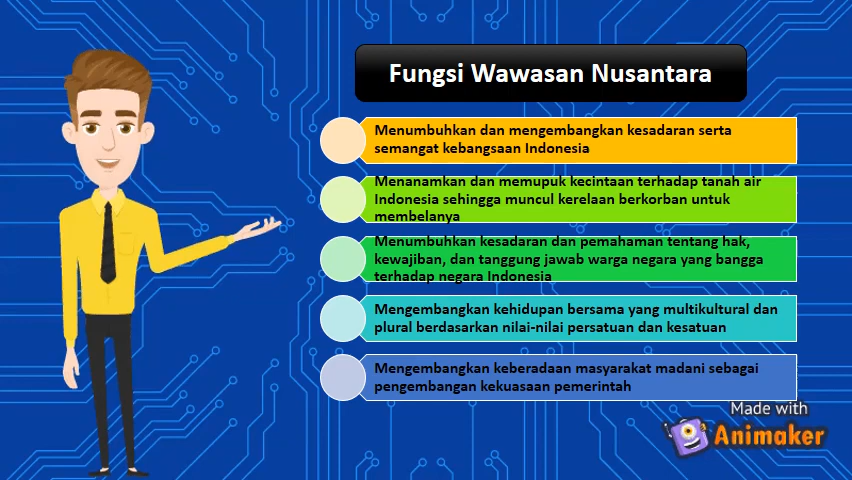 Fungsi Wawasan Nusantara
Menumbuhkan dan mengembangkan kesadaran serta
semangat kebangsaan Indonesia
Menanamkan dan memupuk kecintaan terhadap tanah air
Indonesia sehingga muncul kerelaan berkorban untuk
membelanya
Menumbuhkan kesadaran dan pemahaman tentang hak,
kewajiban, dan tanggung jawab warga negara yang bangga
terhadap negara Indonesia
Mengembangkan kehidupan bersama yang multikultural dan
plural berdasarkan nilai-nilai persatuan dan kesatuan
Mengembangkan keberadaan masyarakat madani sebagai
pengembangan kekuasaan pemerintah
Made with
Animaker